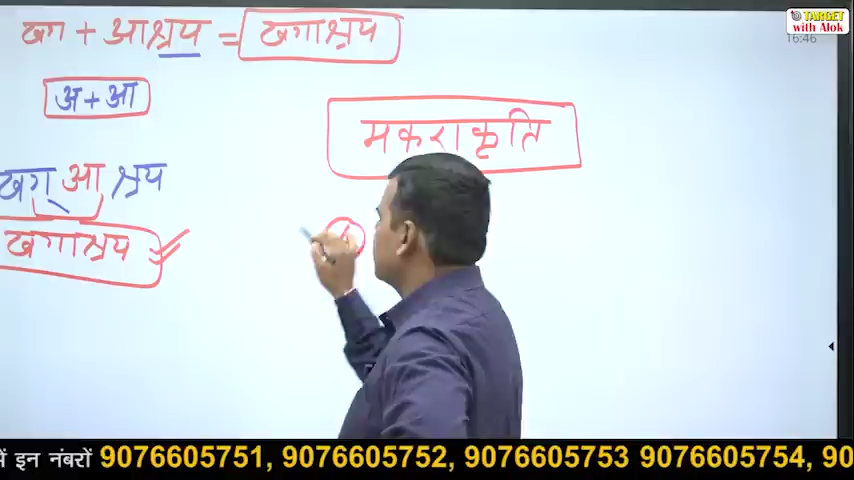 खग + आश्रय = खगाश्रय
TARGET
with Alok
16:46
अ + आ
मकराकृति
खग् आ श्रय
खगाश्रय
में इन नंबरों 9076605751, 9076605752, 9076605753 9076605754, 90